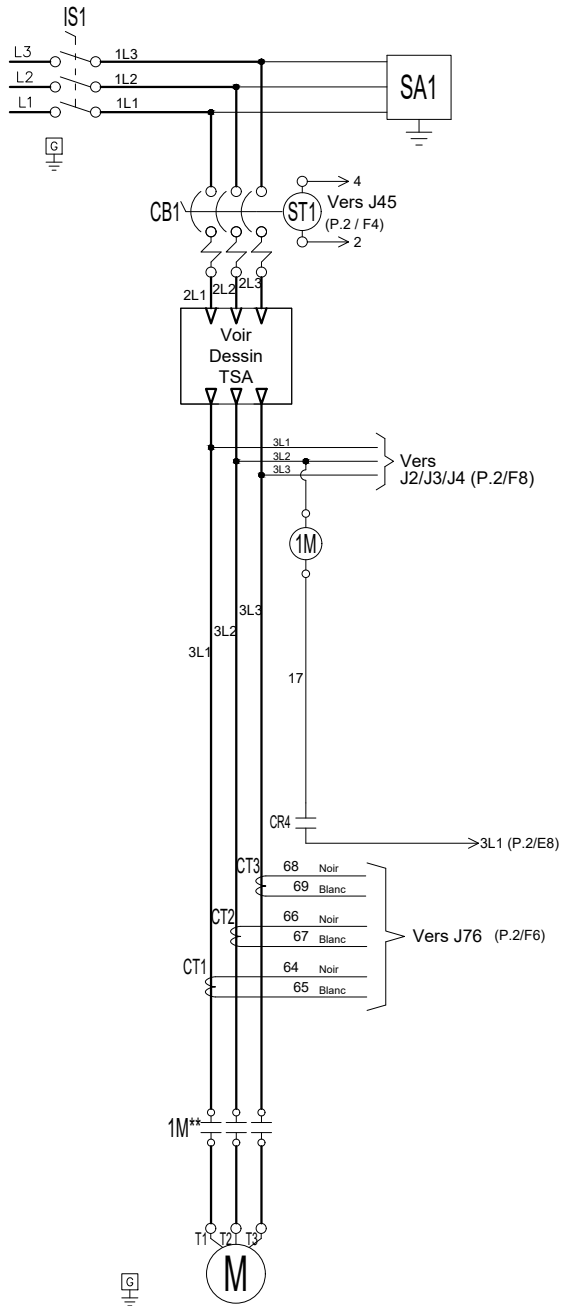 IS1
L3 1L3
L2 1L2
L1 1L1
SA1
G
CB1
ST1
4
Vers J45
(P.2 / F4)
2
2L1 2L2 2L3
Voir
Dessin
TSA
3L1
3L2
3L3
Vers
J2/J3/J4 (P.2/F8)
1M
3L3
3L2
3L1
17
CR4
3L1 (P.2/E8)
CT3 68 Noir
69 Blanc
CT2 66 Noir
67 Blanc
Vers J76 (P.2/F6)
CT1 64 Noir
65 Blanc
1M**
T1 T2 T3
M
G